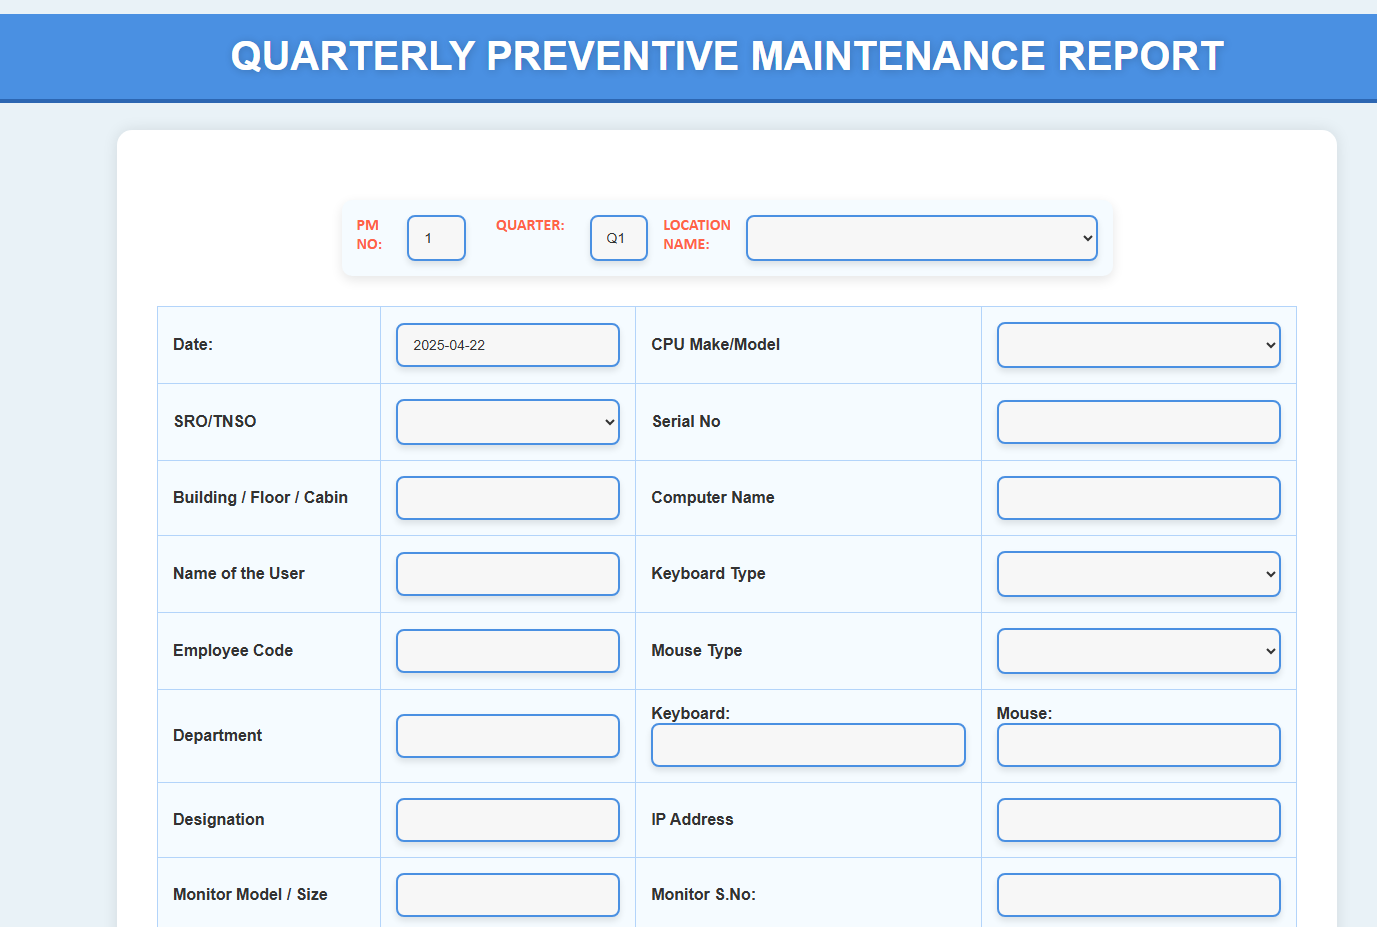 QUARTERLY PREVENTIVE MAINTENANCE REPORT
PM
NO:
1
QUARTER:
Q1
LOCATION
NAME:
Date:
2025-04-22
CPU Make/Model
SRO/TNSO
Serial No
Building / Floor / Cabin
Computer Name
Name of the User
Keyboard Type
Employee Code
Mouse Type
Department
Keyboard:
Mouse:
Designation
IP Address
Monitor Model / Size
Monitor S.No: